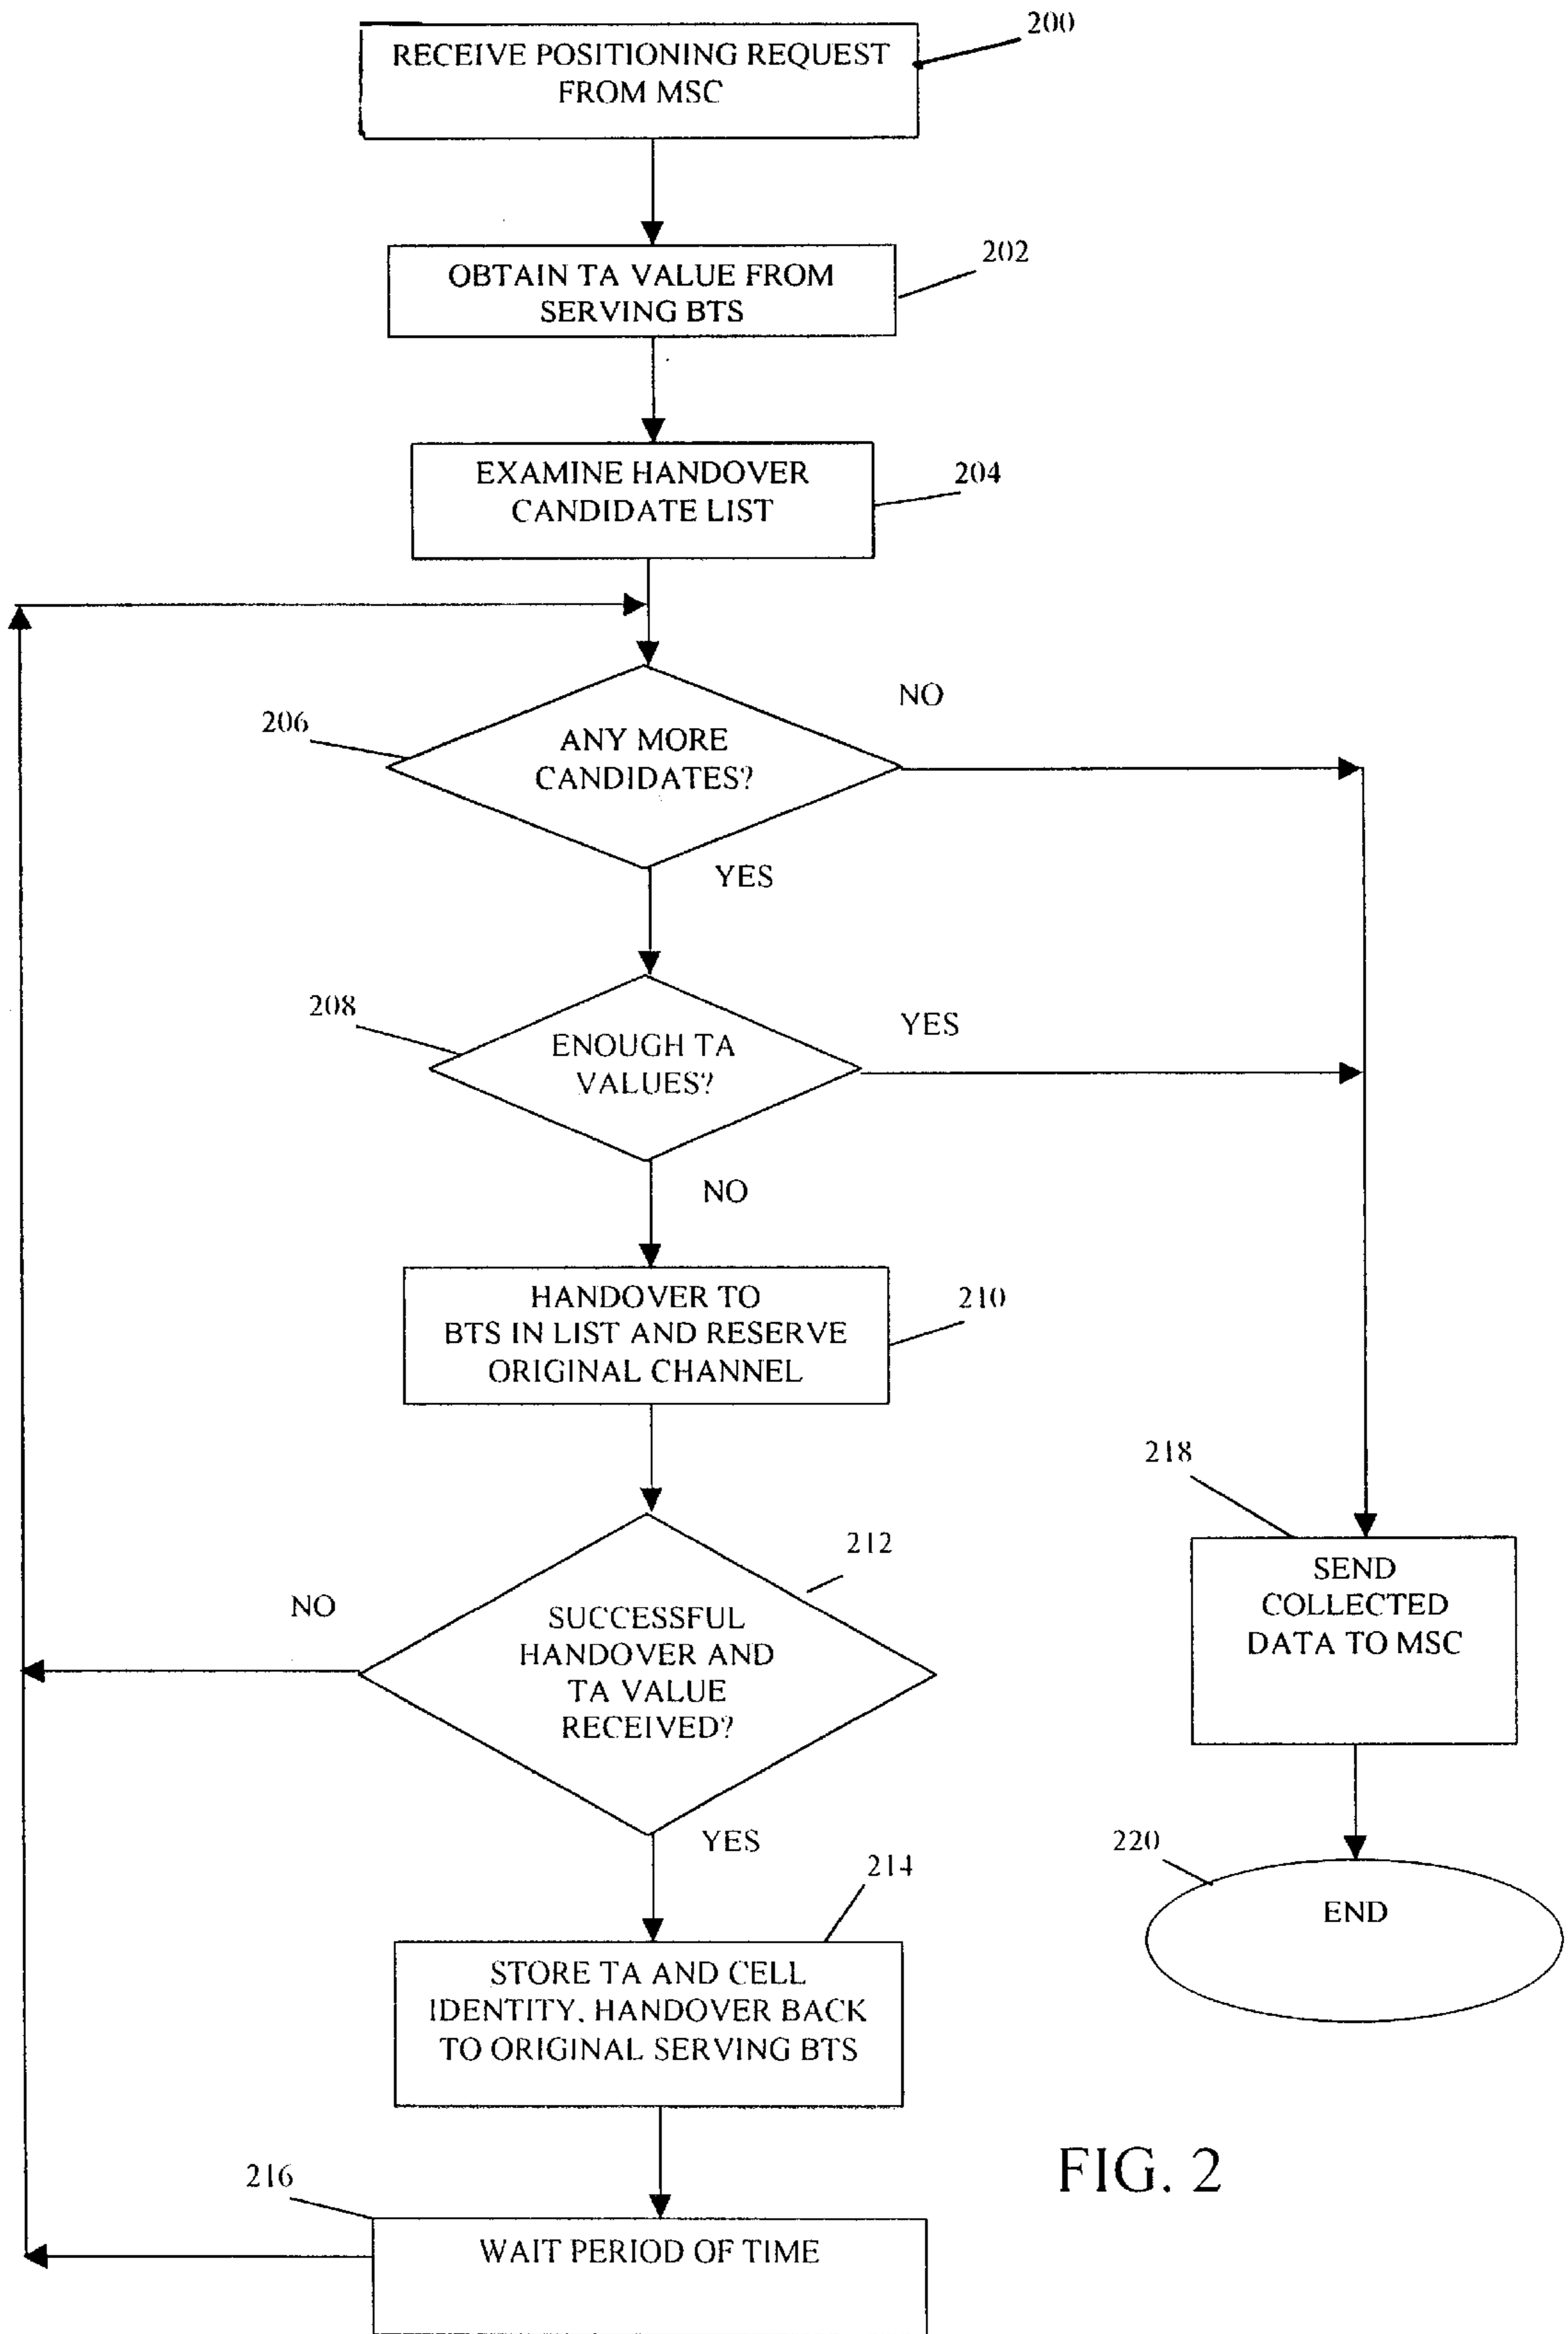 200
RECEIVE POSITIONING REQUEST
FROM MSC
202
OBTAIN TA VALUE FROM
SERVING BTS
204
EXAMINE HANDOVER
CANDIDATE LIST
NO
206
ANY MORE
CANDIDATES?
YES
208
YES
ENOUGH TA
VALUES?
NO
210
HANDOVER TO
BTS IN LIST AND RESERVE
ORIGINAL CHANNEL
212
NO
SUCCESSFUL
HANDOVER AND
TA VALUE
RECEIVED?
YES
218
SEND
COLLECTED
DATA TO MSC
214
STORE TA AND CELL
IDENTITY, HANDOVER BACK
TO ORIGINAL SERVING BTS
220
END
216
WAIT PERIOD OF TIME
FIG. 2